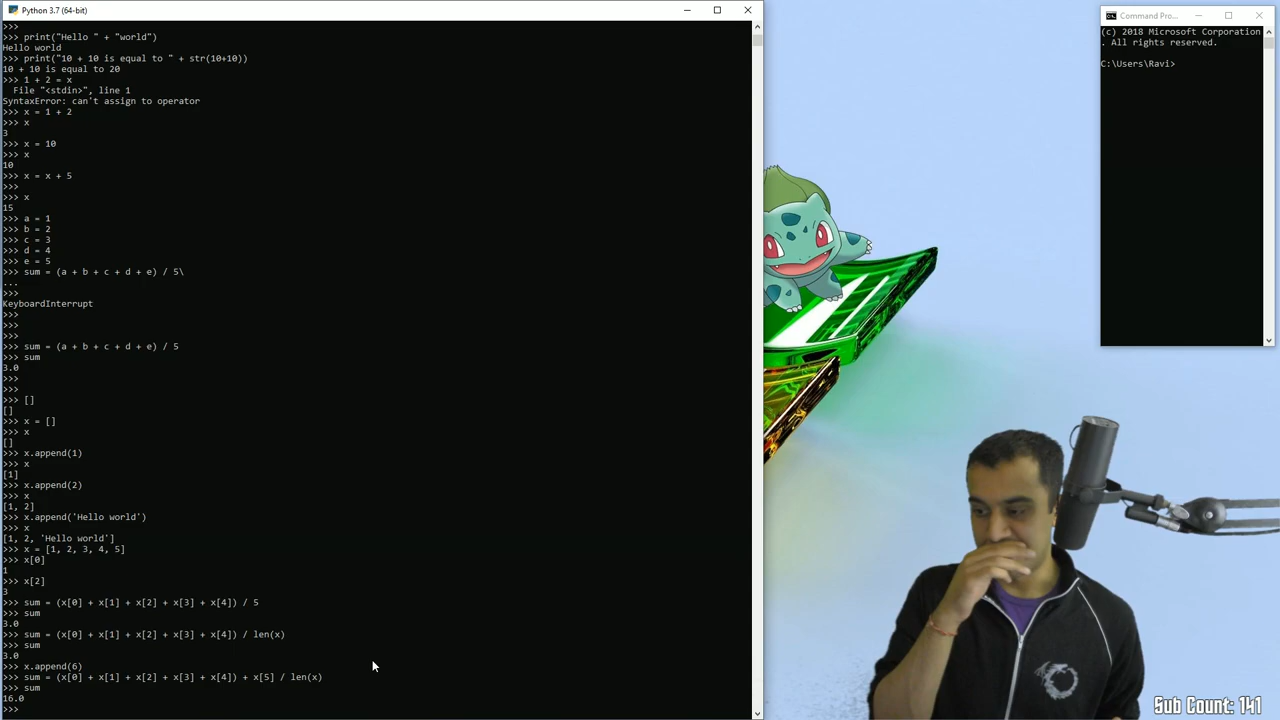 Python 3.7 (64-bit)
>>>
>>> print("Hello " + "world")
Hello world
>>> print("10 + 10 is equal to " + str(10+10))
10 + 10 is equal to 20
>>> 1 + 2 = x
  File "<stdin>", line 1
SyntaxError: can't assign to operator
>>> x = 1 + 2
>>> x
3
>>> x = 10
>>> x
10
>>> x = x + 5
>>>
>>> x
15
>>> a = 1
>>> b = 2
>>> c = 3
>>> d = 4
>>> e = 5
>>> sum = (a + b + c + d + e) / 5\
...
>>>
KeyboardInterrupt
>>>
>>>
>>>
>>> sum = (a + b + c + d + e) / 5
>>> sum
3.0
>>>
>>>
>>> []
[]
>>> x = []
>>> x
[]
>>> x.append(1)
>>> x
[1]
>>> x.append(2)
>>> x
[1, 2]
>>> x.append('Hello world')
>>> x
[1, 2, 'Hello world']
>>> x = [1, 2, 3, 4, 5]
>>> x[0]
1
>>> x[2]
3
>>> sum = (x[0] + x[1] + x[2] + x[3] + x[4]) / 5
>>> sum
3.0
>>> sum = (x[0] + x[1] + x[2] + x[3] + x[4]) / len(x)
>>> sum
3.0
>>> x.append(6)
>>> sum = (x[0] + x[1] + x[2] + x[3] + x[4]) + x[5] / len(x)
>>> sum
16.0
>>>
Command Pro...
(c) 2018 Microsoft Corporation
. All rights reserved.
C:\Users\Ravi>
Sub Count: 141